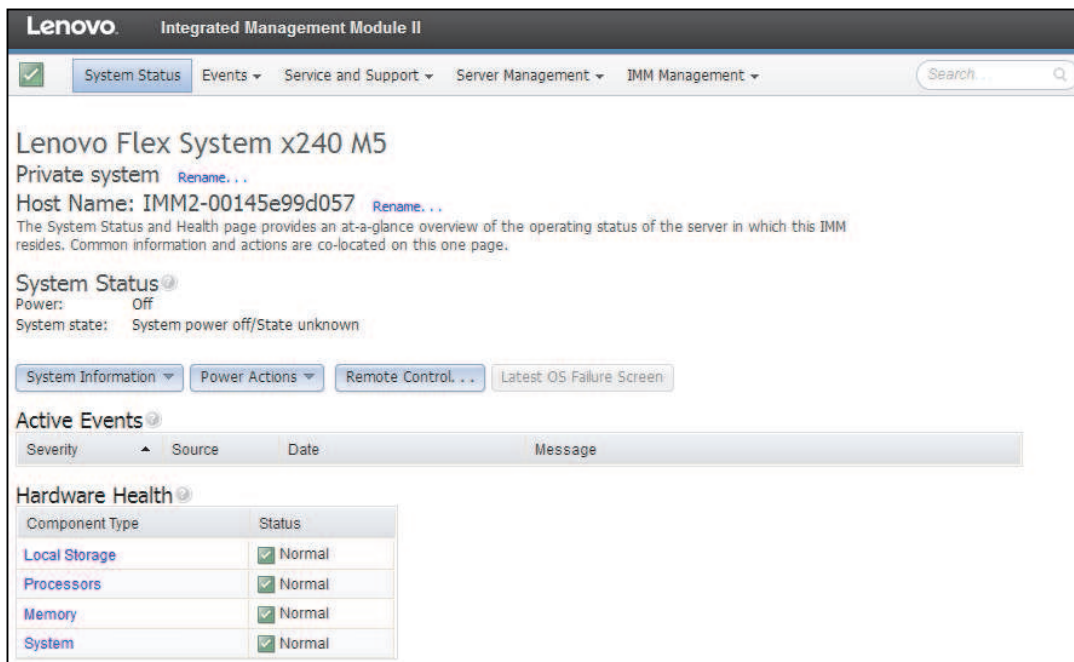 Lenovo. Integrated Management Module II
System Status Events Service and Support Server Management IMM Management Search...
Lenovo Flex System x240 M5
Private system Rename...
Host Name: IMM2-00145e99d057 Rename...
The System Status and Health page provides an at-a-glance overview of the operating status of the server in which this IMM
resides. Common information and actions are co-located on this one page.
System Status
Power: Off
System state: System power off/State unknown
System Information Power Actions Remote Control... Latest OS Failure Screen
Active Events
Severity Source Date Message
Hardware Health
Component Type Status
Local Storage Normal
Processors Normal
Memory Normal
System Normal